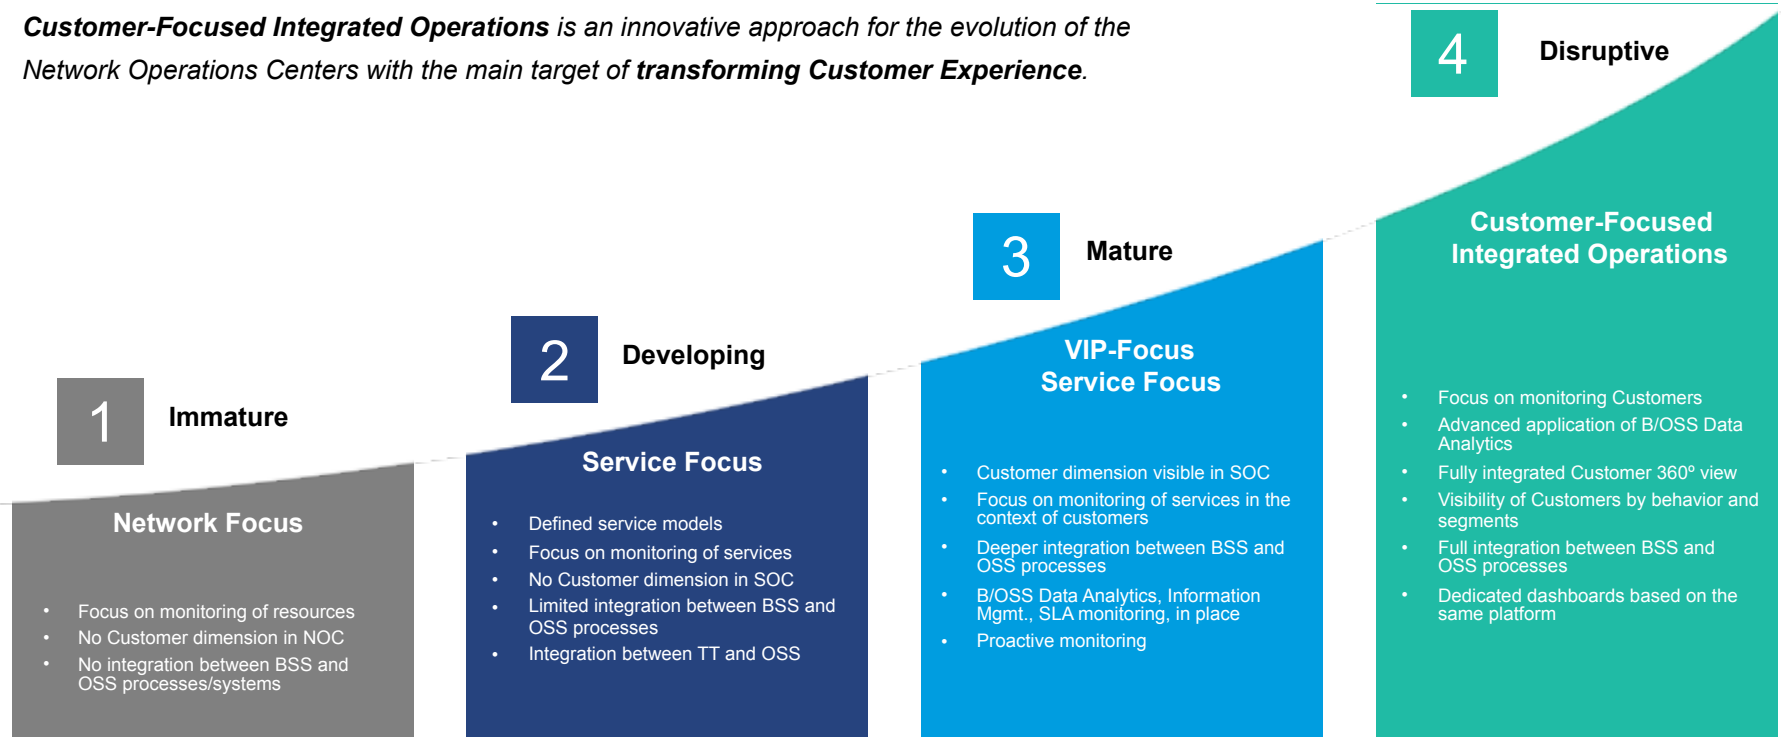 Customer-Focused Integrated Operations is an innovative approach for the evolution of the
Network Operations Centers with the main target of transforming Customer Experience.
1
Immature
Network Focus
• Focus on monitoring of resources
• No Customer dimension in NOC
• No integration between BSS and
OSS processes/systems
2
Developing
Service Focus
• Defined service models
• Focus on monitoring of services
• No Customer dimension in SOC
• Limited integration between BSS and
OSS processes
• Integration between TT and OSS
3
Mature
VIP-Focus
Service Focus
• Customer dimension visible in SOC
• Focus on monitoring of services in the
context of customers
• Deeper integration between BSS and
OSS processes
• B/OSS Data Analytics, Information
Mgmt., SLA monitoring, in place
• Proactive monitoring
4
Disruptive
Customer-Focused
Integrated Operations
• Focus on monitoring Customers
• Advanced application of B/OSS Data
Analytics
• Fully integrated Customer 360º view
• Visibility of Customers by behavior and
segments
• Full integration between BSS and
OSS processes
• Dedicated dashboards based on the
same platform